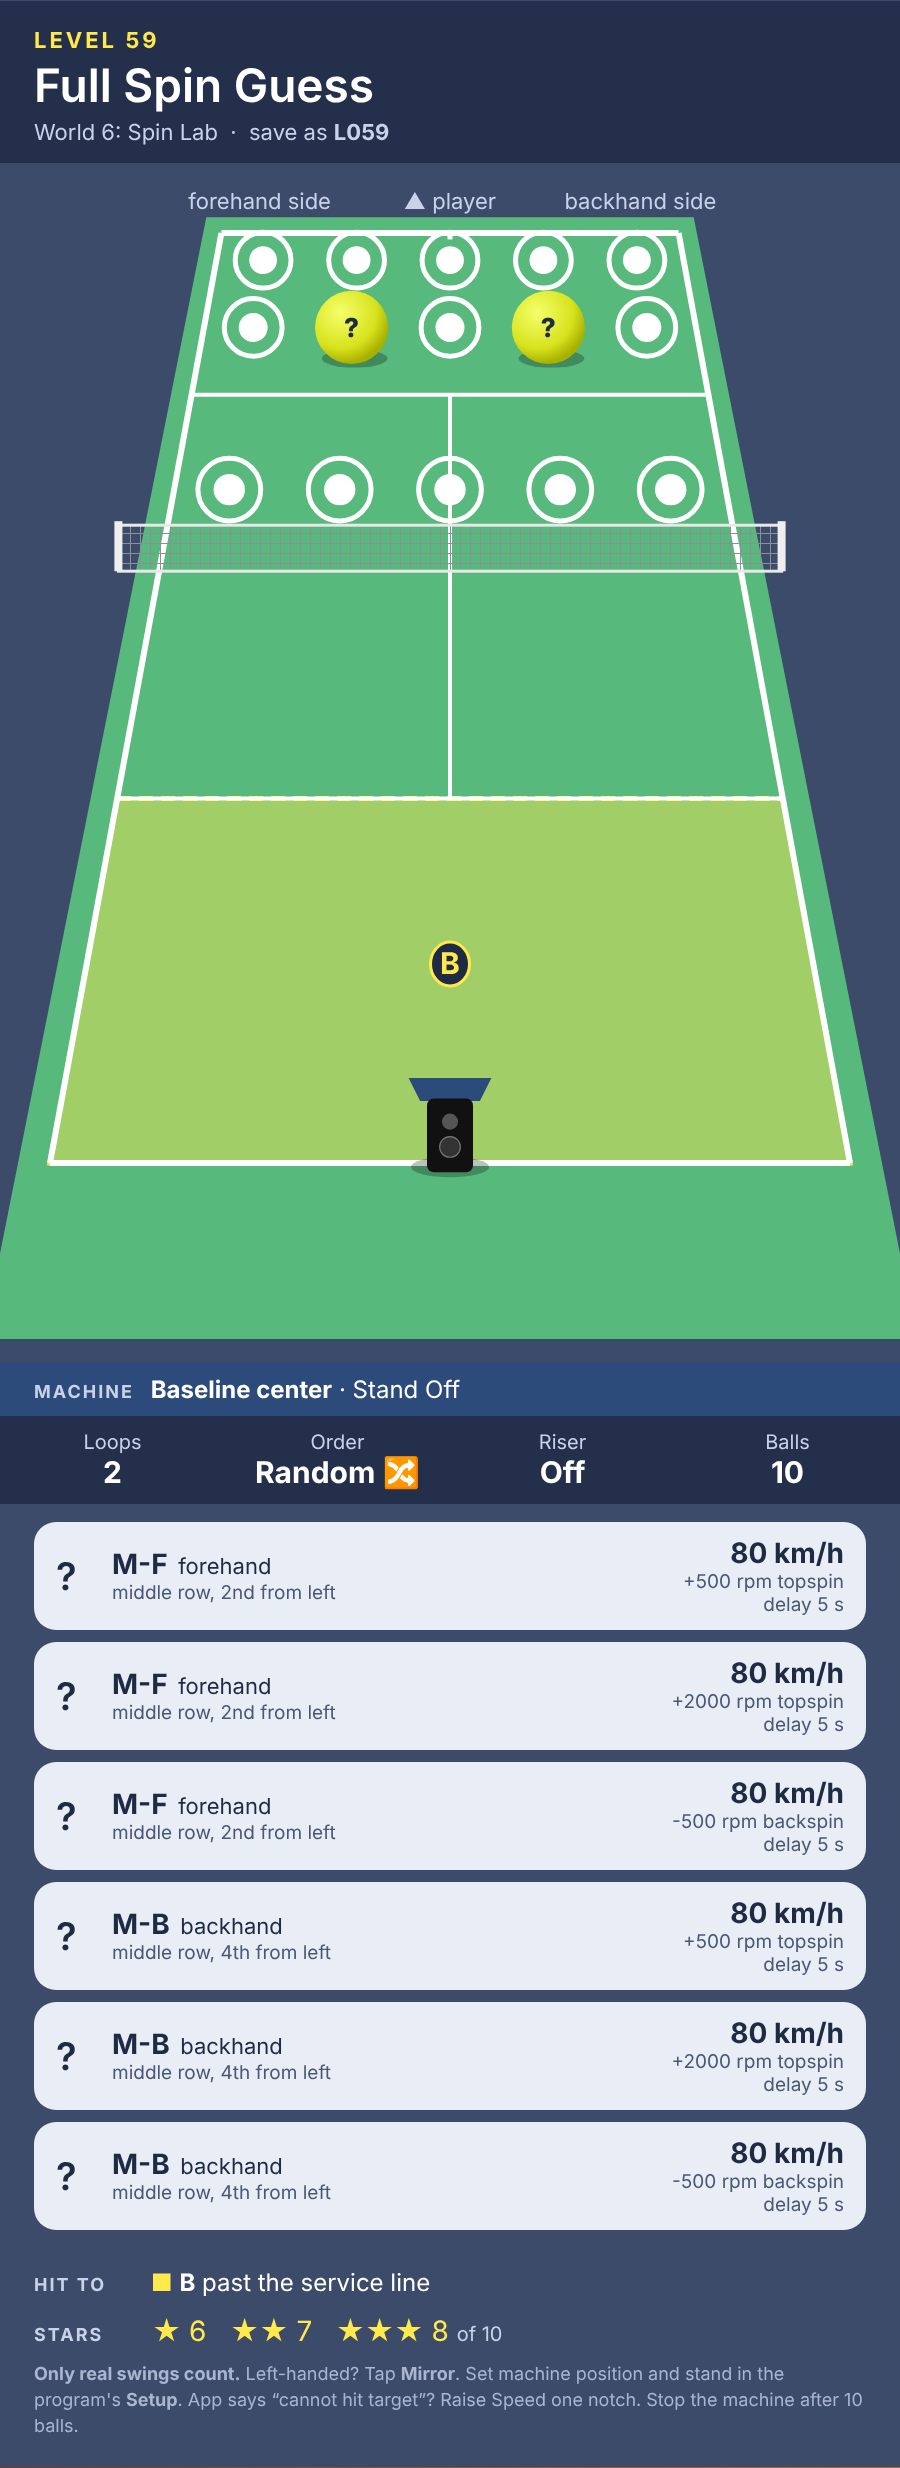 LEVEL 59
Full Spin Guess
World 6: Spin Lab · save as L059
forehand side ▲ player backhand side
? ?
B
MACHINE Baseline center · Stand Off
Loops Order Riser Balls
2 Random 🔀 Off 10
? M-F forehand 80 km/h
middle row, 2nd from left +500 rpm topspin
delay 5 s
? M-F forehand 80 km/h
middle row, 2nd from left +2000 rpm topspin
delay 5 s
? M-F forehand 80 km/h
middle row, 2nd from left -500 rpm backspin
delay 5 s
? M-B backhand 80 km/h
middle row, 4th from left +500 rpm topspin
delay 5 s
? M-B backhand 80 km/h
middle row, 4th from left +2000 rpm topspin
delay 5 s
? M-B backhand 80 km/h
middle row, 4th from left -500 rpm backspin
delay 5 s
HIT TO B past the service line
STARS ★ 6 ★★ 7 ★★★ 8 of 10
Only real swings count. Left-handed? Tap Mirror. Set machine position and stand in the
program's Setup. App says “cannot hit target”? Raise Speed one notch. Stop the machine after 10
balls.